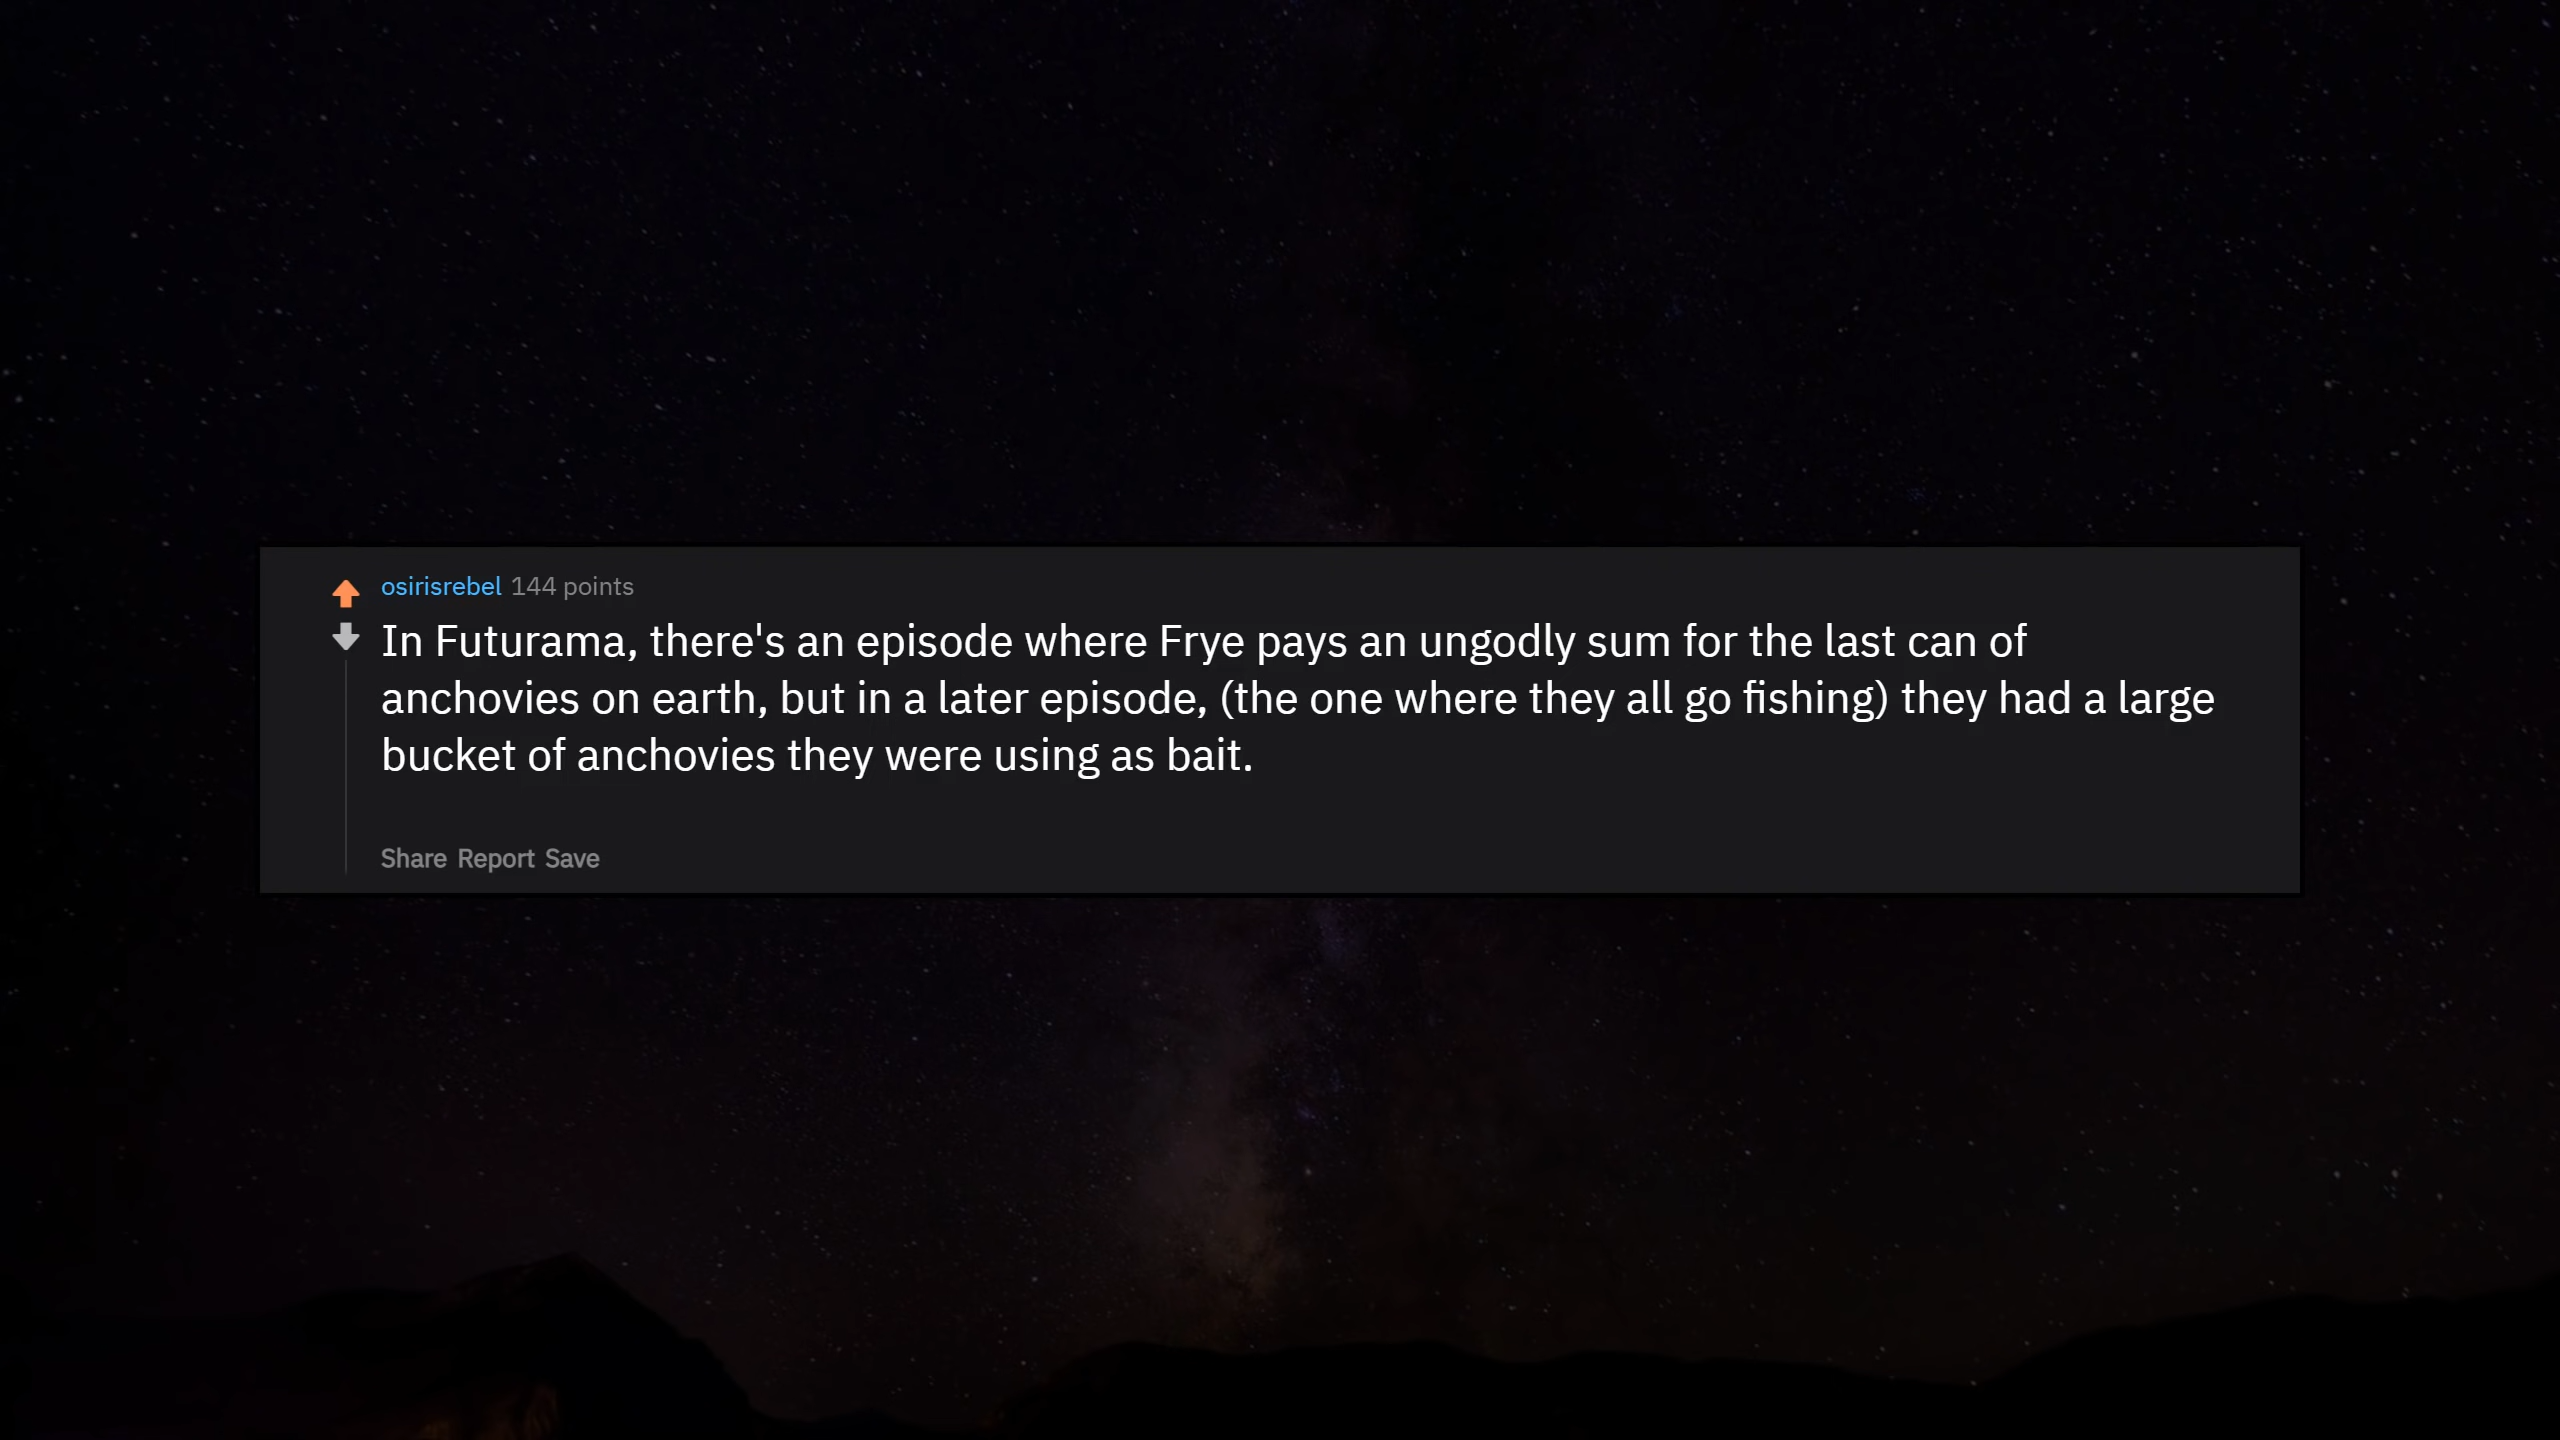 osirisrebel 144 points
In Futurama, there's an episode where Frye pays an ungodly sum for the last can of
anchovies on earth, but in a later episode, (the one where they all go fishing) they had a large
bucket of anchovies they were using as bait.
Share Report Save